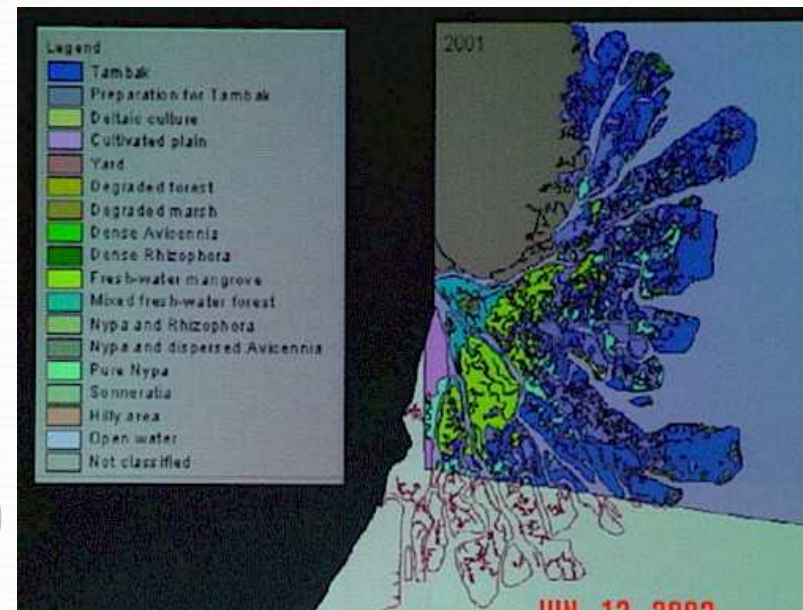 Legend
Tambak
Preparation for Tambak
Deltaic culture
Cultivated plain
Yard
Degraded forest
Degraded marsh
Dense Avicennia
Dense Rhizophora
Fresh-water mangrove
Mixed fresh-water forest
Nypa and Rhizophora
Nypa and dispersed Avicennia
Pure Nypa
Sonneratia
Hilly area
Open water
Not classified
2001